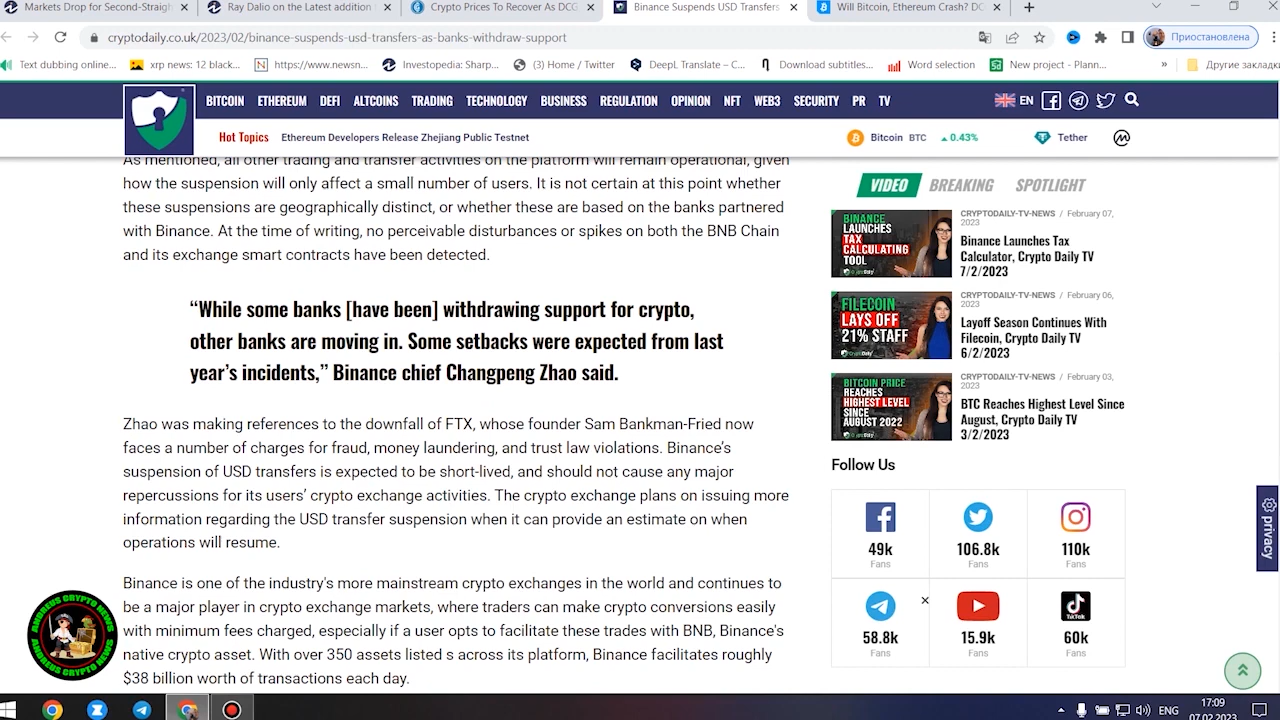 Markets Drop for Second-Straigh
Ray Dalio on the Latest addition
Crypto Prices To Recover As DCG
Binance Suspends USD Transfers
Will Bitcoin, Ethereum Crash? DC
cryptodaily.co.uk/2023/02/binance-suspends-usd-transfers-as-banks-withdraw-support
Приостановлена
Text dubbing online...
xrp news: 12 black...
https://www.newsn...
Investopedia: Sharp...
(3) Home / Twitter
DeepL Translate – C...
Download subtitles...
Word selection
New project - Plann...
»
Другие закладки
BITCOIN ETHEREUM DEFI ALTCOINS TRADING TECHNOLOGY BUSINESS REGULATION OPINION NFT WEB3 SECURITY PR TV
EN
Hot Topics Ethereum Developers Release Zhejiang Public Testnet
Bitcoin BTC ▲0.43%
Tether
As mentioned, all other trading and transfer activities on the platform will remain operational, given
how the suspension will only affect a small number of users. It is not certain at this point whether
these suspensions are geographically distinct, or whether these are based on the banks partnered
with Binance. At the time of writing, no perceivable disturbances or spikes on both the BNB Chain
and its exchange smart contracts have been detected.
“While some banks [have been] withdrawing support for crypto,
other banks are moving in. Some setbacks were expected from last
year’s incidents,” Binance chief Changpeng Zhao said.
Zhao was making references to the downfall of FTX, whose founder Sam Bankman-Fried now
faces a number of charges for fraud, money laundering, and trust law violations. Binance’s
suspension of USD transfers is expected to be short-lived, and should not cause any major
repercussions for its users’ crypto exchange activities. The crypto exchange plans on issuing more
information regarding the USD transfer suspension when it can provide an estimate on when
operations will resume.
Binance is one of the industry's more mainstream crypto exchanges in the world and continues to
be a major player in crypto exchange markets, where traders can make crypto conversions easily
with minimum fees charged, especially if a user opts to facilitate these trades with BNB, Binance's
native crypto asset. With over 350 assets listed s across its platform, Binance facilitates roughly
$38 billion worth of transactions each day.
VIDEO BREAKING SPOTLIGHT
BINANCE
LAUNCHES
TAX
CALCULATING
TOOL
CRYPTODAILY-TV-NEWS / February 07,
2023
Binance Launches Tax
Calculator, Crypto Daily TV
7/2/2023
FILECOIN
LAYS OFF
21% STAFF
CRYPTODAILY-TV-NEWS / February 06,
2023
Layoff Season Continues With
Filecoin, Crypto Daily TV
6/2/2023
BITCOIN PRICE
REACHES
HIGHEST LEVEL
SINCE
AUGUST 2022
CRYPTODAILY-TV-NEWS / February 03,
2023
BTC Reaches Highest Level Since
August, Crypto Daily TV
3/2/2023
Follow Us
49k
Fans
106.8k
Fans
110k
Fans
58.8k
Fans
15.9k
Fans
TikTok
60k
Fans
privacy
ANDREUS CRYPTO NEWS
ANDREUS CRYPTO NEWS
ENG
17:09
07.02.2023